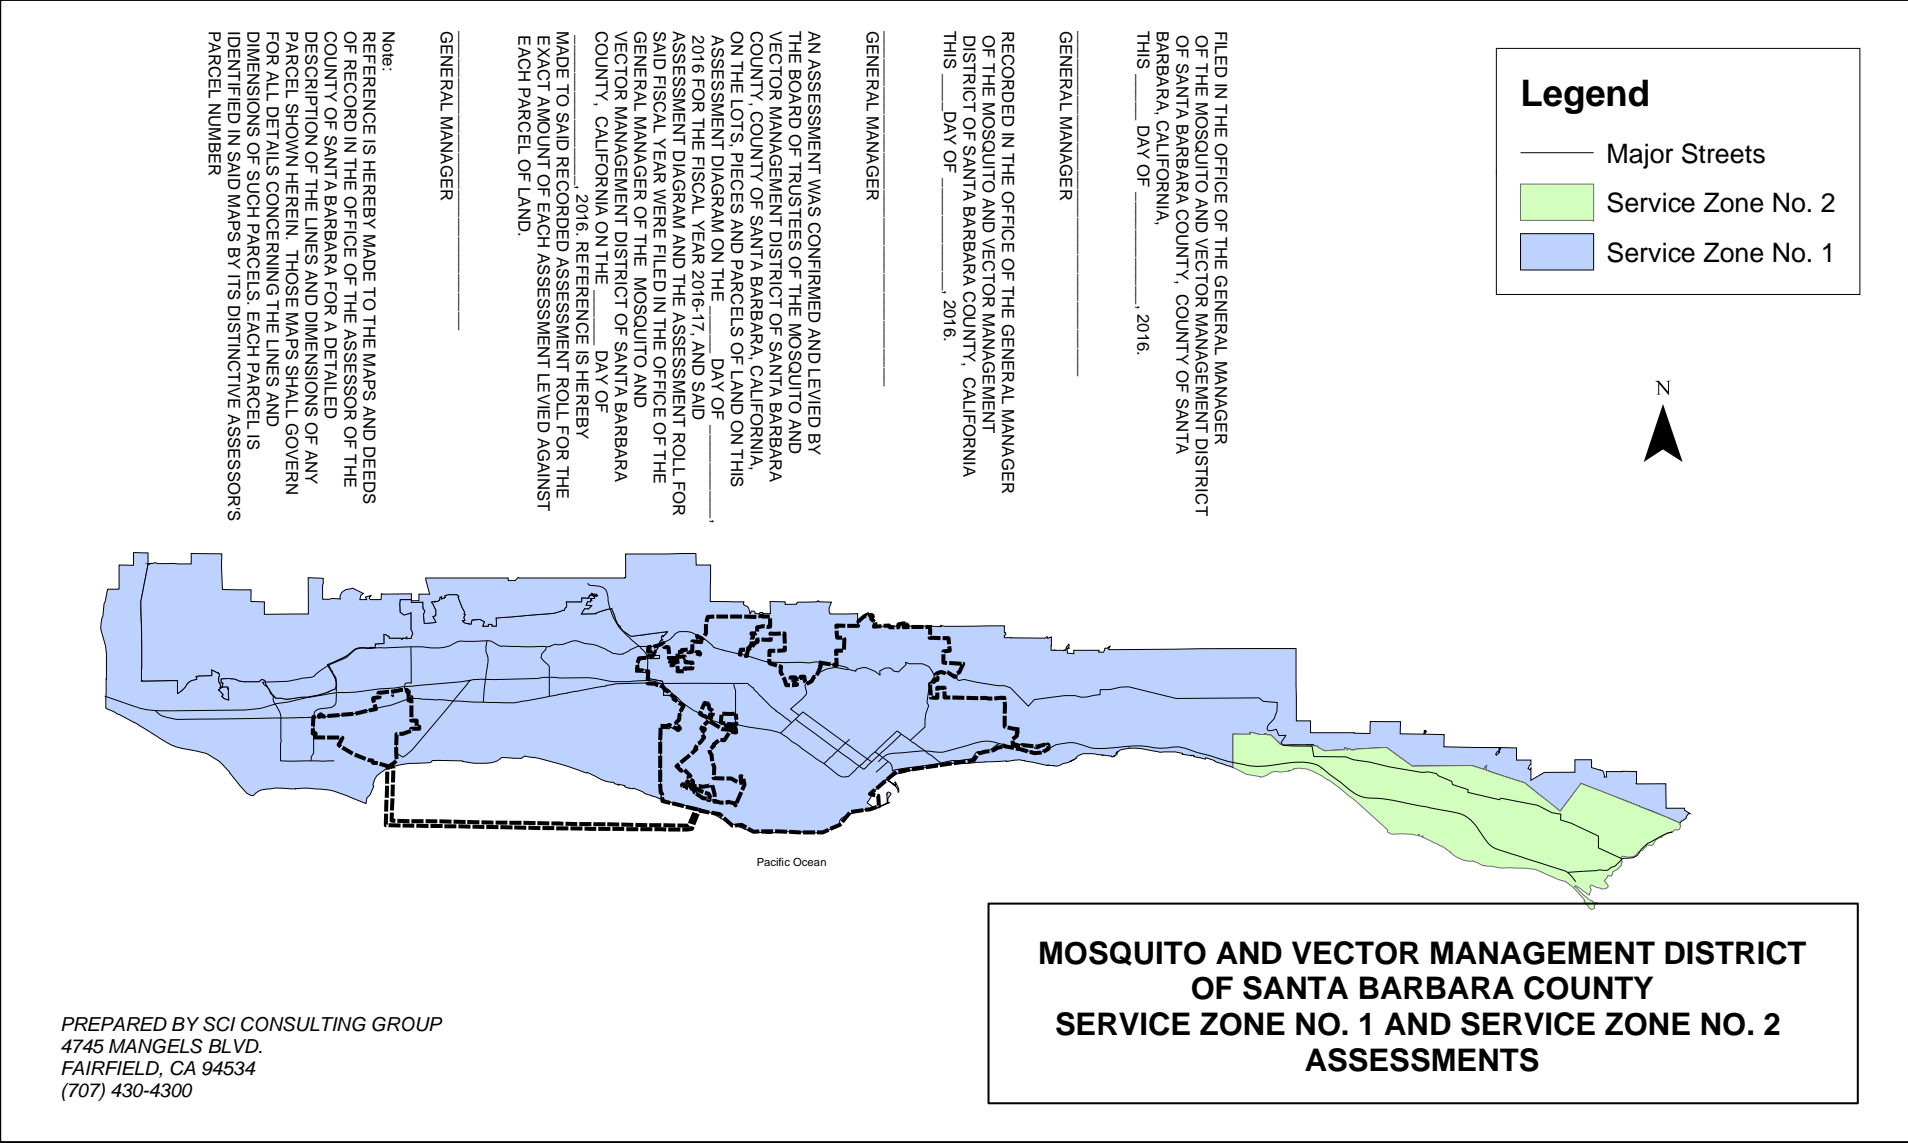 FILED IN THE OFFICE OF THE GENERAL MANAGER
OF THE MOSQUITO AND VECTOR MANAGEMENT DISTRICT
OF SANTA BARBARA COUNTY, COUNTY OF SANTA
BARBARA, CALIFORNIA,
THIS _____ DAY OF ____________, 2016.
GENERAL MANAGER
RECORDED IN THE OFFICE OF THE GENERAL MANAGER
OF THE MOSQUITO AND VECTOR MANAGEMENT
DISTRICT OF SANTA BARBARA COUNTY, CALIFORNIA
THIS ____DAY OF ____________, 2016.
GENERAL MANAGER
AN ASSESSMENT WAS CONFIRMED AND LEVIED BY
THE BOARD OF TRUSTEES OF THE MOSQUITO AND
VECTOR MANAGEMENT DISTRICT OF SANTA BARBARA
COUNTY, COUNTY OF SANTA BARBARA, CALIFORNIA,
ON THE LOTS, PIECES AND PARCELS OF LAND ON THIS
ASSESSMENT DIAGRAM ON THE _____ DAY OF __________,
2016 FOR THE FISCAL YEAR 2016-17, AND SAID
ASSESSMENT DIAGRAM AND THE ASSESSMENT ROLL FOR
SAID FISCAL YEAR WERE FILED IN THE OFFICE OF THE
GENERAL MANAGER OF THE MOSQUITO AND
VECTOR MANAGEMENT DISTRICT OF SANTA BARBARA
COUNTY, CALIFORNIA ON THE ______ DAY OF
_______________, 2016. REFERENCE IS HEREBY
MADE TO SAID RECORDED ASSESSMENT ROLL FOR THE
EXACT AMOUNT OF EACH ASSESSMENT LEVIED AGAINST
EACH PARCEL OF LAND.
GENERAL MANAGER
Note:
REFERENCE IS HEREBY MADE TO THE MAPS AND DEEDS
OF RECORD IN THE OFFICE OF THE ASSESSOR OF THE
COUNTY OF SANTA BARBARA FOR A DETAILED
DESCRIPTION OF THE LINES AND DIMENSIONS OF ANY
PARCEL SHOWN HEREIN. THOSE MAPS SHALL GOVERN
FOR ALL DETAILS CONCERNING THE LINES AND
DIMENSIONS OF SUCH PARCELS. EACH PARCEL IS
IDENTIFIED IN SAID MAPS BY ITS DISTINCTIVE ASSESSOR'S
PARCEL NUMBER
Legend
Major Streets
Service Zone No. 2
Service Zone No. 1
N
Pacific Ocean
MOSQUITO AND VECTOR MANAGEMENT DISTRICT
OF SANTA BARBARA COUNTY
SERVICE ZONE NO. 1 AND SERVICE ZONE NO. 2
ASSESSMENTS
PREPARED BY SCI CONSULTING GROUP
4745 MANGELS BLVD.
FAIRFIELD, CA 94534
(707) 430-4300